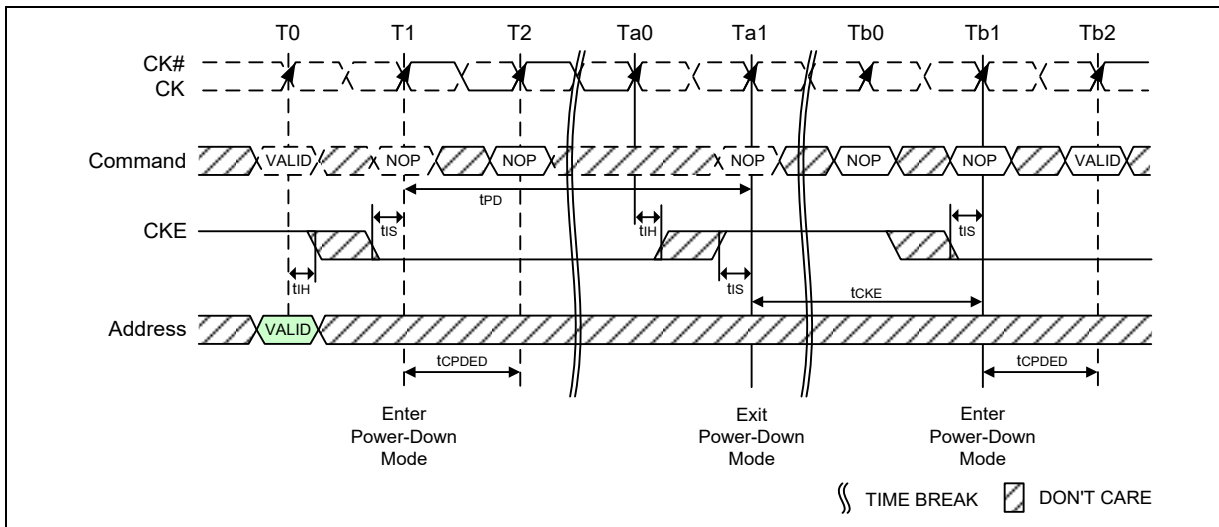 T0 T1 T2 Ta0 Ta1 Tb0 Tb1 Tb2
CK#
CK
Command VALID NOP NOP NOP NOP NOP VALID
tPD
CKE tIS tIH tIS
tIH tIS tCKE
Address VALID
tCPDED tCPDED
Enter Power-Down Mode
Exit Power-Down Mode
Enter Power-Down Mode
TIME BREAK DON'T CARE